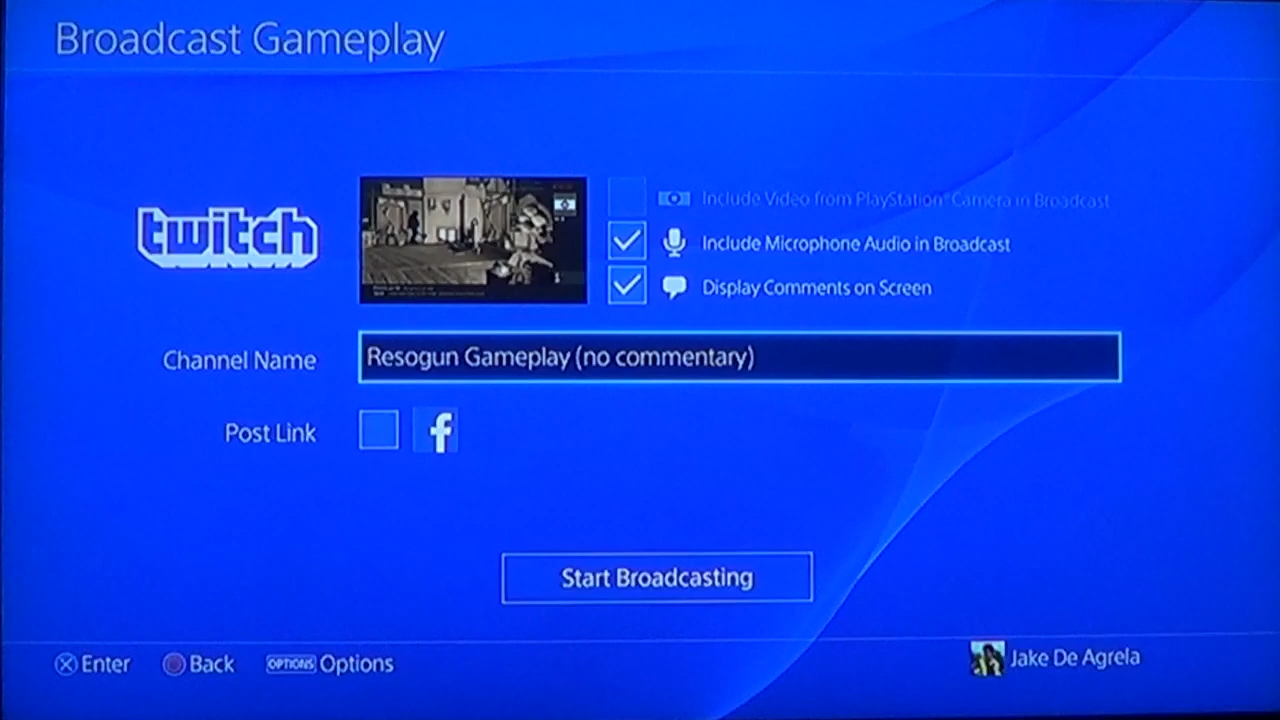 Broadcast Gameplay
twitch
Include Video from PlayStation®Camera in Broadcast
Include Microphone Audio in Broadcast
Display Comments on Screen
Channel Name
Resogun Gameplay (no commentary)
Post Link
f
Start Broadcasting
Enter
Back
OPTIONS Options
Jake De Agrela